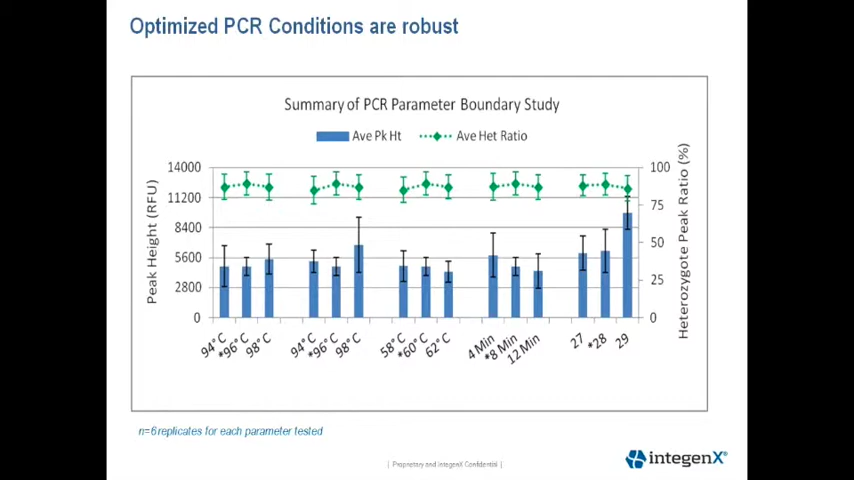 Optimized PCR Conditions are robust
Summary of PCR Parameter Boundary Study
Ave Pk Ht
Ave Het Ratio
Peak Height (RFU)
14000
11200
8400
5600
2800
0
100
75
50
25
0
Heterozygote Peak Ratio (%)
94° C
*96° C
98° C
94° C
*96° C
98° C
58° C
*60° C
62° C
4 Min
*8 Min
12 Min
27
*28
29
n=6 replicates for each parameter tested
| Proprietary and IntegenX Confidential |
integenX®